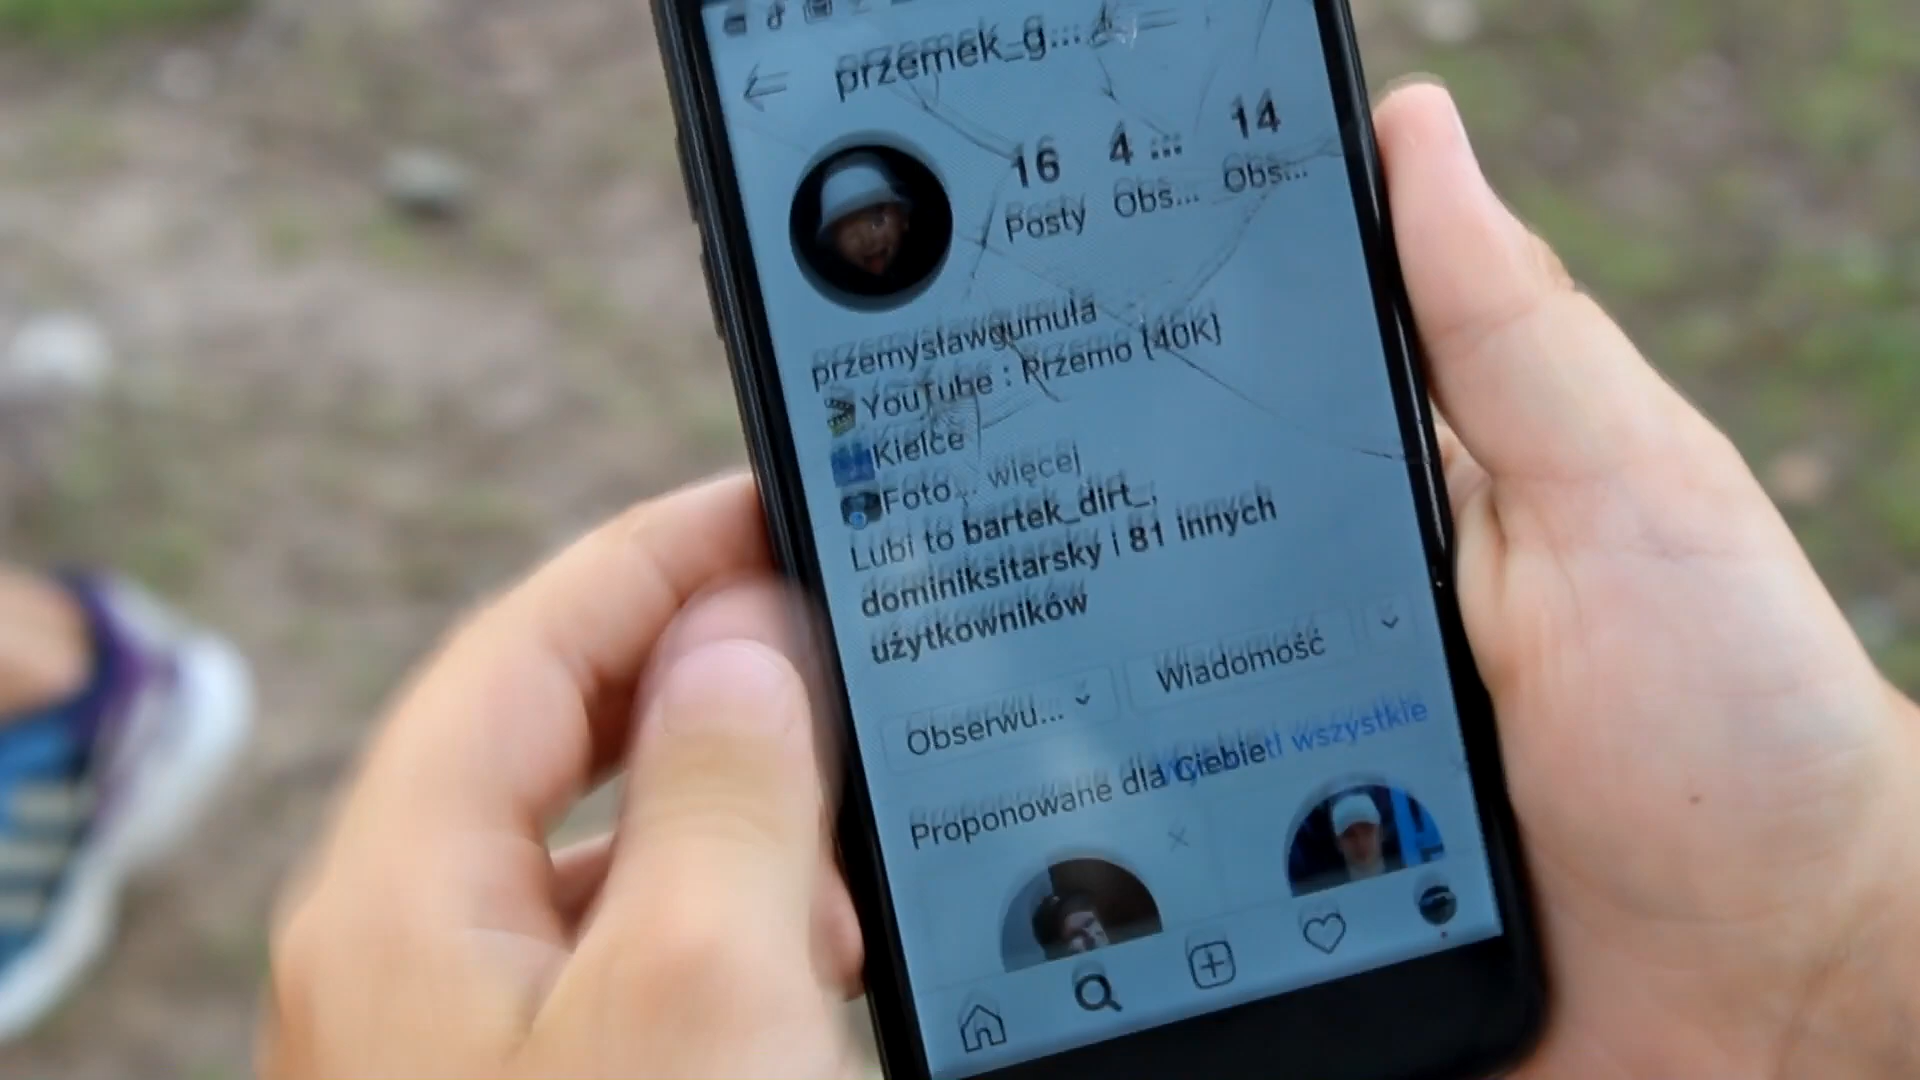 przemek_g...
16 4 ... 14
Posty Obs... Obs...
przemysławgumuła
YouTube : Przemo [40K]
Kielce
Foto... więcej
Lubi to bartek_dirt_,
dominiksitarsky i 81 innych
użytkowników
Obserwu... Wiadomość
Proponowane dla Ciebie wszystkie